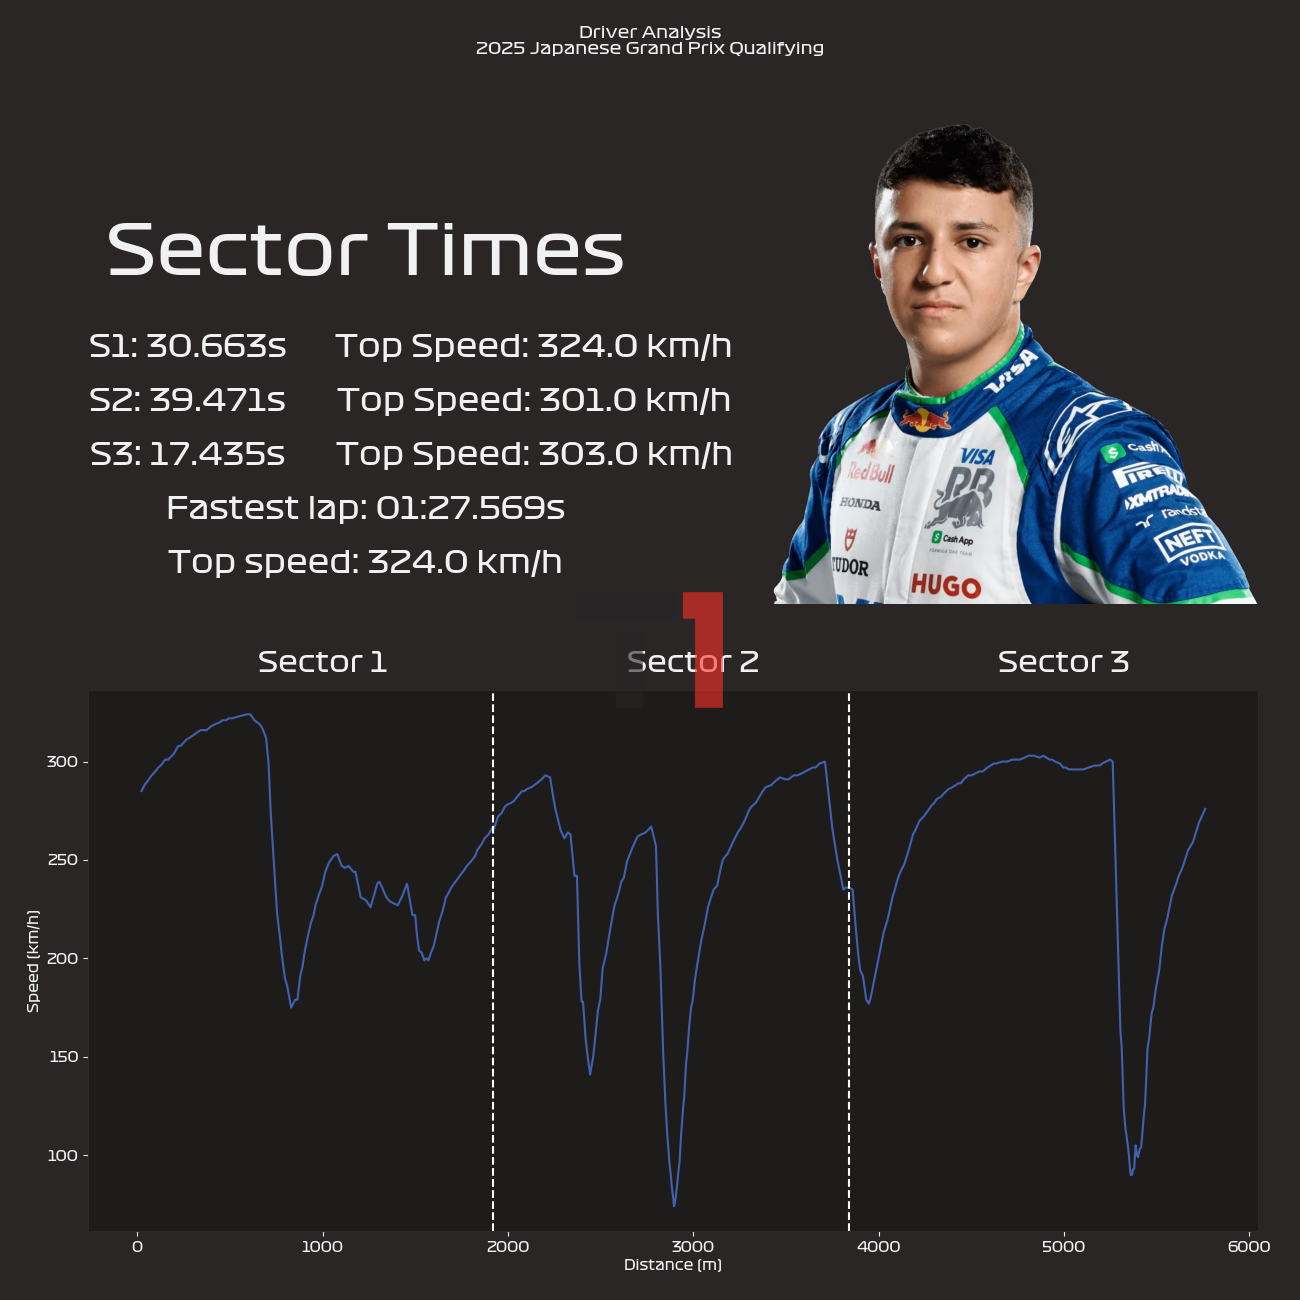 Driver Analysis
2025 Japanese Grand Prix Qualifying
Sector Times
S1: 30.663s Top Speed: 324.0 km/h
S2: 39.471s Top Speed: 301.0 km/h
S3: 17.435s Top Speed: 303.0 km/h
Fastest lap: 01:27.569s
Top speed: 324.0 km/h
VISA
Red Bull
HONDA
TUDOR
VISA
RB
Cash App
FORMULA ONE TEAM
HUGO
Cash
PIRELLI
XMTRADING
NEFT
VODKA
1
Sector 1
Sector 2
Sector 3
300
250
200
150
100
Speed (km/h)
0 1000 2000 3000 4000 5000 6000
Distance (m)